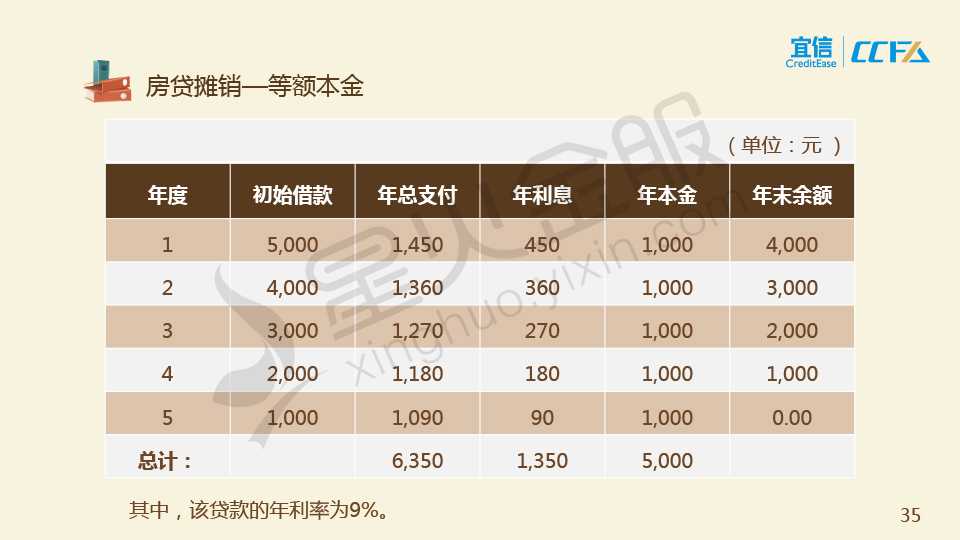 宜信
CreditEase
CCFA
房贷摊销—等额本金
（单位：元 ）
年度 初始借款 年总支付 年利息 年本金 年末余额
1 5,000 1,450 450 1,000 4,000
2 4,000 1,360 360 1,000 3,000
3 3,000 1,270 270 1,000 2,000
4 2,000 1,180 180 1,000 1,000
5 1,000 1,090 90 1,000 0.00
总计： 6,350 1,350 5,000
其中，该贷款的年利率为9%。
35
星火金服
xinghuo.yixin.com